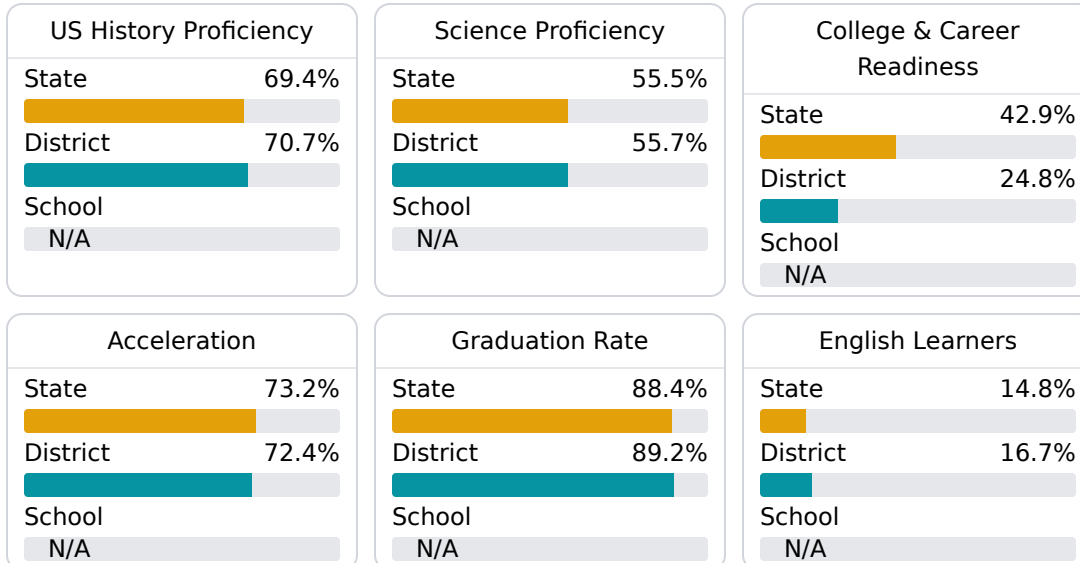 US History Proficiency
State 69.4%
District 70.7%
School
N/A
Science Proficiency
State 55.5%
District 55.7%
School
N/A
College & Career
Readiness
State 42.9%
District 24.8%
School
N/A
Acceleration
State 73.2%
District 72.4%
School
N/A
Graduation Rate
State 88.4%
District 89.2%
School
N/A
English Learners
State 14.8%
District 16.7%
School
N/A